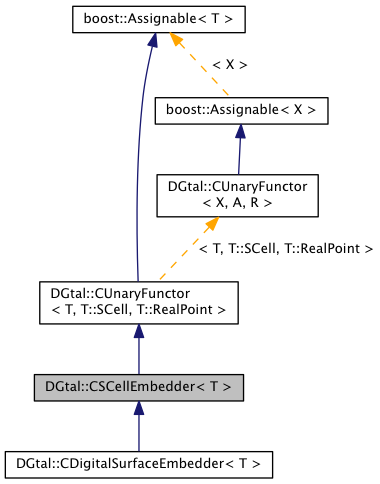 boost::Assignable< T >
< X >
boost::Assignable< X >
DGtal::CUnaryFunctor
< X, A, R >
< T, T::SCell, T::RealPoint >
DGtal::CUnaryFunctor
< T, T::SCell, T::RealPoint >
DGtal::CSCellEmbedder< T >
DGtal::CDigitalSurfaceEmbedder< T >